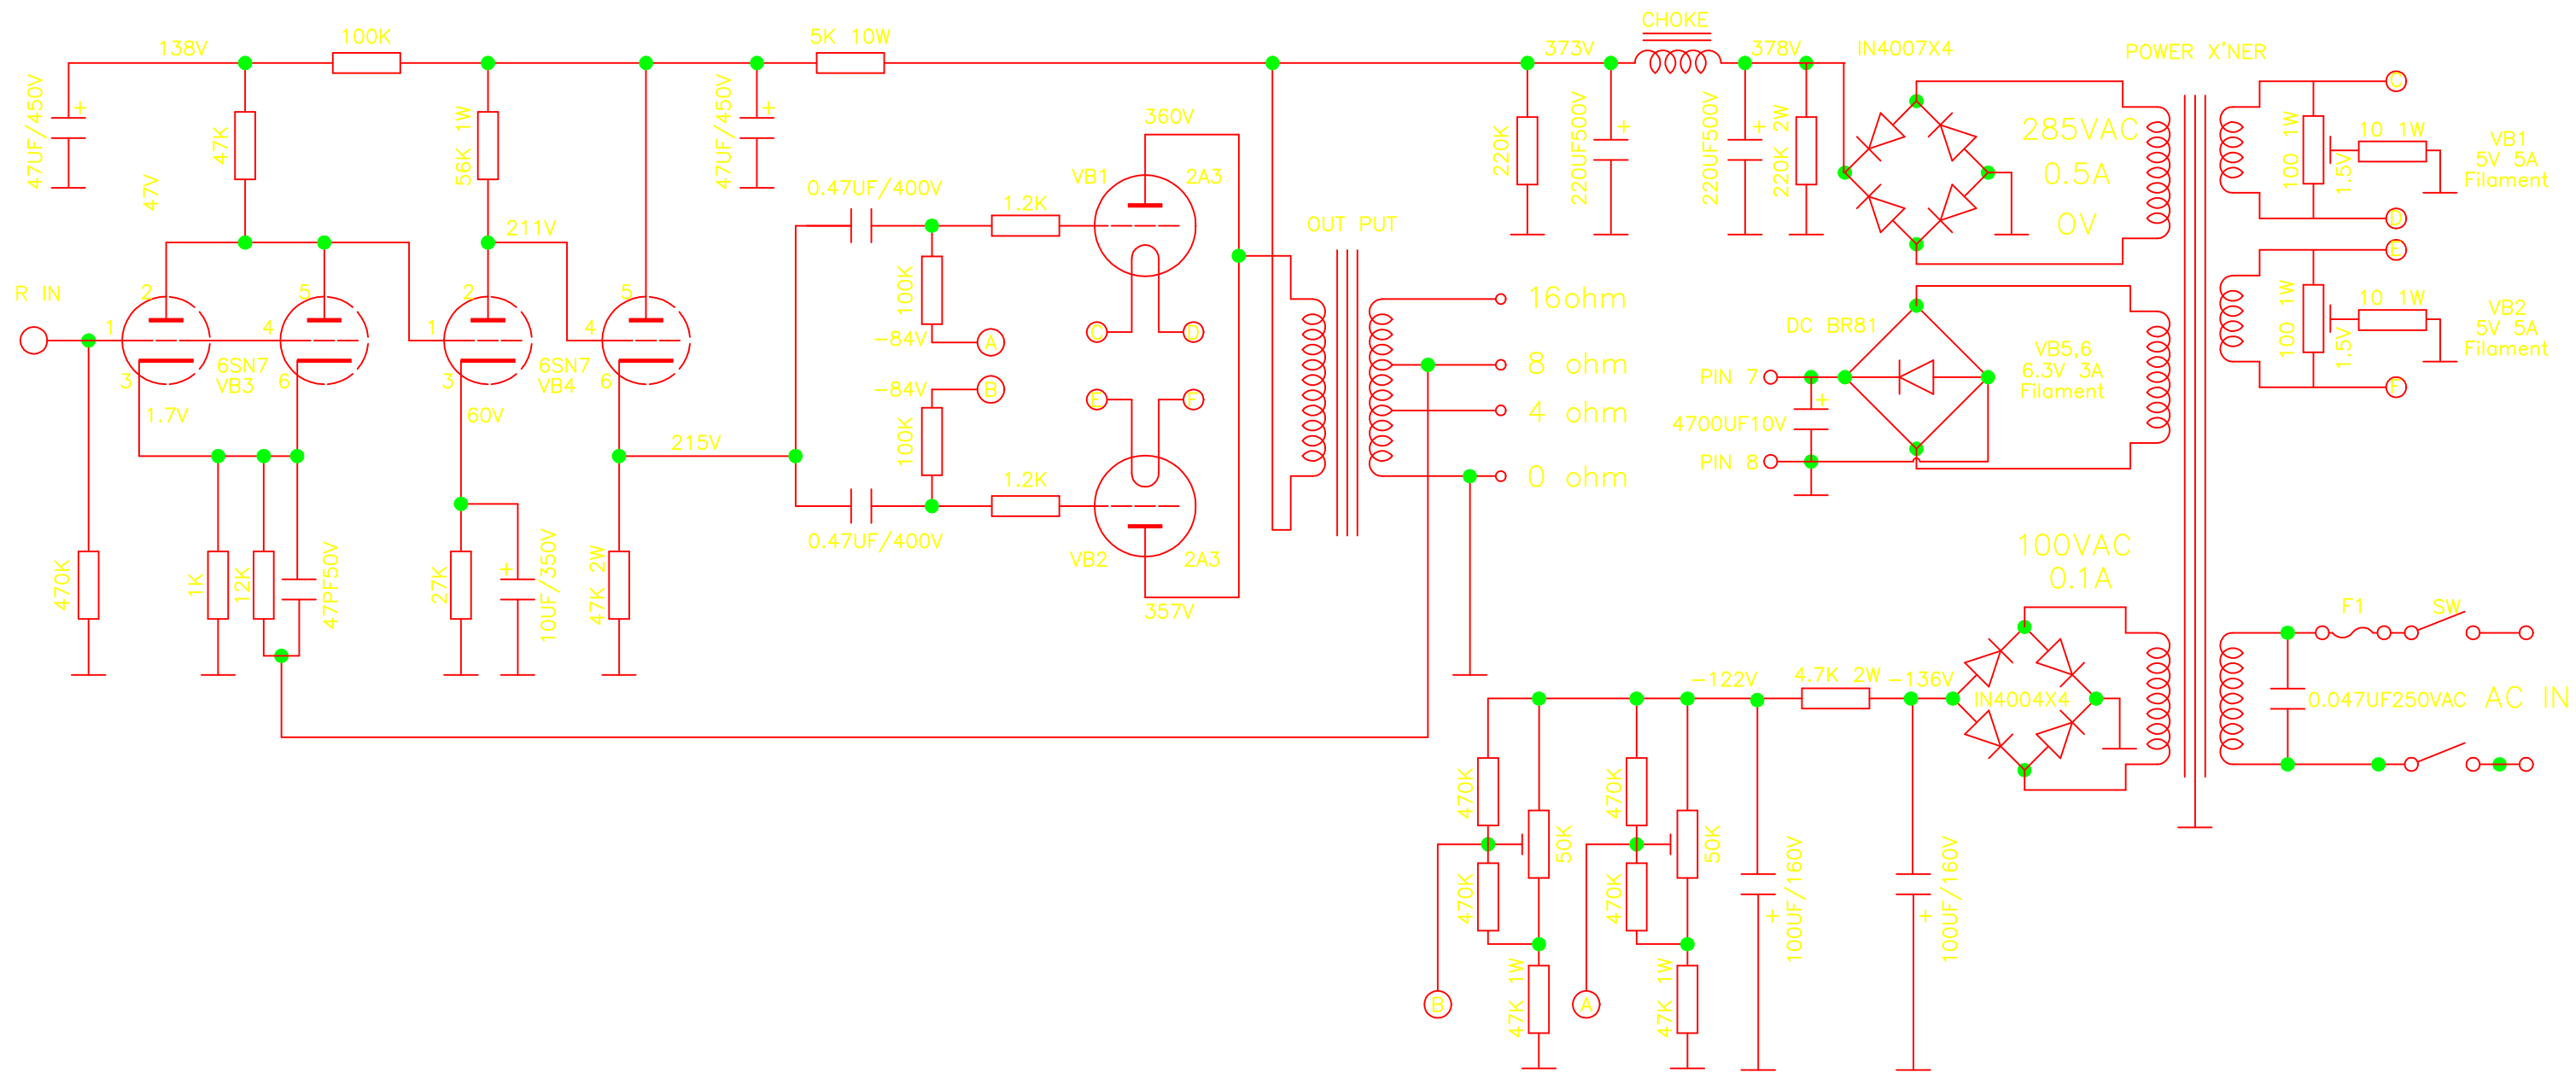 CHOKE
138V
100K
5K 10W
373V
378V
IN4007X4
POWER X'NER
47UF/450V
+
47K
56K 1W
47UF/450V
+
360V
220K
220UF500V
+
220UF500V
+
220K 2W
285VAC
0.5A
0V
C
100 1W
10 1W
1.5V
VB1
5V 5A
Filament
D
47V
211V
0.47UF/400V
1.2K
VB1
2A3
OUT PUT
E
100 1W
10 1W
1.5V
VB2
5V 5A
Filament
F
R IN
2
5
2
5
1
4
1
4
3
6
3
6
6SN7
VB3
6SN7
VB4
100K
-84V
A
-84V
B
100K
C
D
E
F
16ohm
8 ohm
4 ohm
0 ohm
DC BR81
VB5,6
6.3V 3A
Filament
PIN 7
+
4700UF10V
PIN 8
1.7V
60V
215V
1.2K
0.47UF/400V
VB2
2A3
357V
470K
1K
12K
47PF50V
27K
+
10UF/350V
47K 2W
100VAC
0.1A
F1
SW
-122V
4.7K 2W
-136V
IN4004X4
0.047UF250VAC
AC IN
470K
50K
470K
50K
470K
470K
+
100UF/160V
+
100UF/160V
B
47K 1W
A
47K 1W